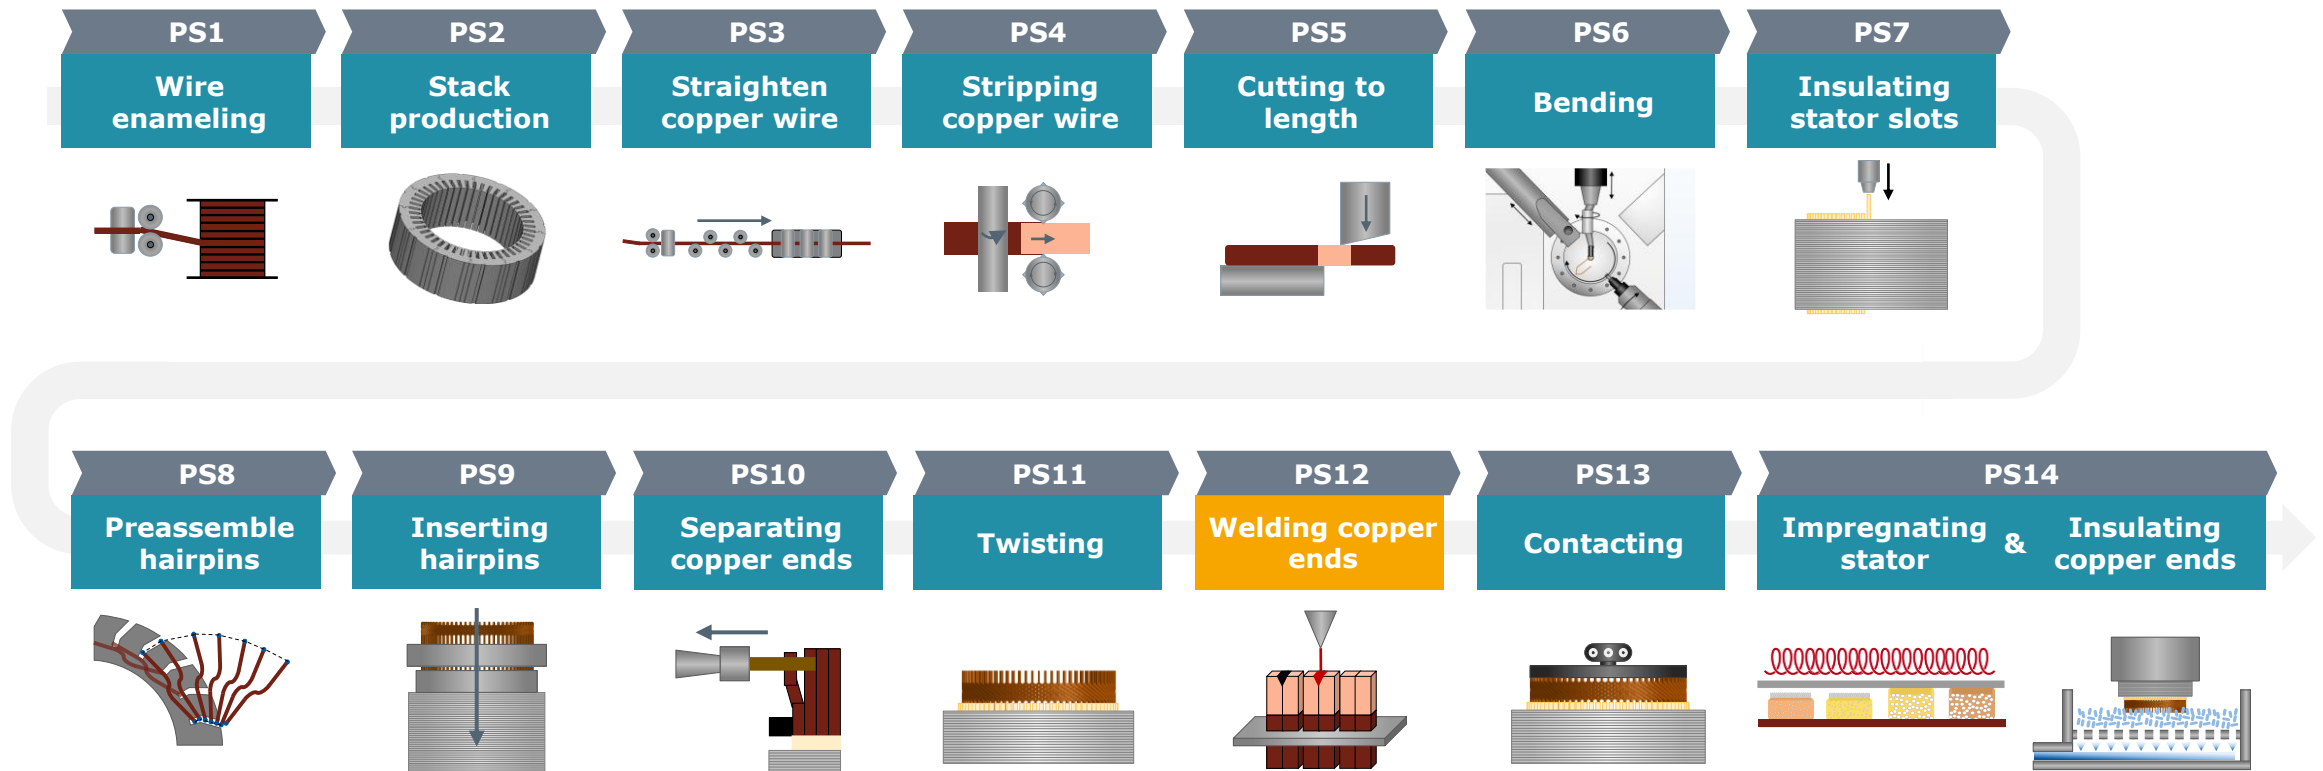 PS1
Wire
enameling
PS2
Stack
production
PS3
Straighten
copper wire
PS4
Stripping
copper wire
PS5
Cutting to
length
PS6
Bending
PS7
Insulating
stator slots
PS8
Preassemble
hairpins
PS9
Inserting
hairpins
PS10
Separating
copper ends
PS11
Twisting
PS12
Welding copper
ends
PS13
Contacting
PS14
Impregnating
stator
&
Insulating
copper ends